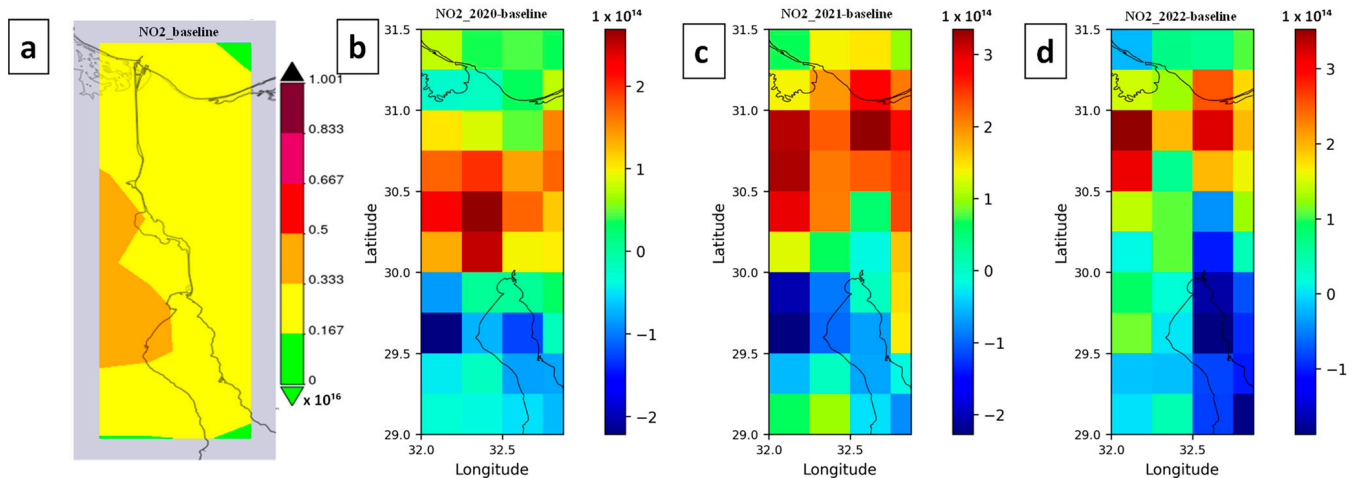 a
NO2_baseline
1.001
0.833
0.667
0.5
0.333
0.167
0
x 10¹⁶
b
NO2_2020-baseline
1 x 10¹⁴
31.5
31.0
30.5
30.0
29.5
29.0
Latitude
32.0
32.5
Longitude
2
1
0
−1
−2
c
NO2_2021-baseline
1 x 10¹⁴
31.5
31.0
30.5
30.0
29.5
29.0
Latitude
32.0
32.5
Longitude
3
2
1
0
−1
−2
d
NO2_2022-baseline
1 x 10¹⁴
31.5
31.0
30.5
30.0
29.5
29.0
Latitude
32.0
32.5
Longitude
3
2
1
0
−1